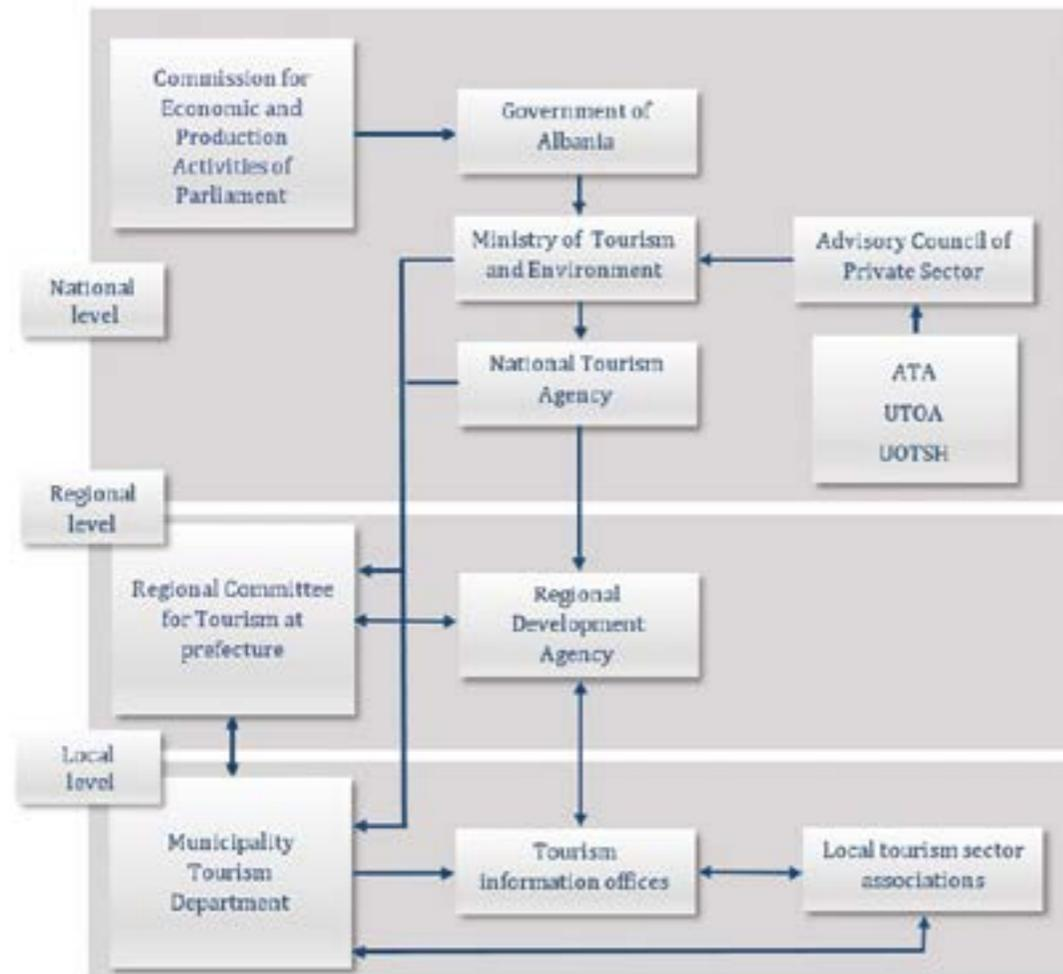 Commission for
Economic and
Production
Activities of
Parliament
Government of
Albania
Ministry of Tourism
and Environment
Advisory Council of
Private Sector
National
level
National Tourism
Agency
ATA
UTOA
UOTSH
Regional
level
Regional Committee
for Tourism at
prefecture
Regional
Development
Agency
Local
level
Municipality
Tourism
Department
Tourism
information offices
Local tourism sector
associations